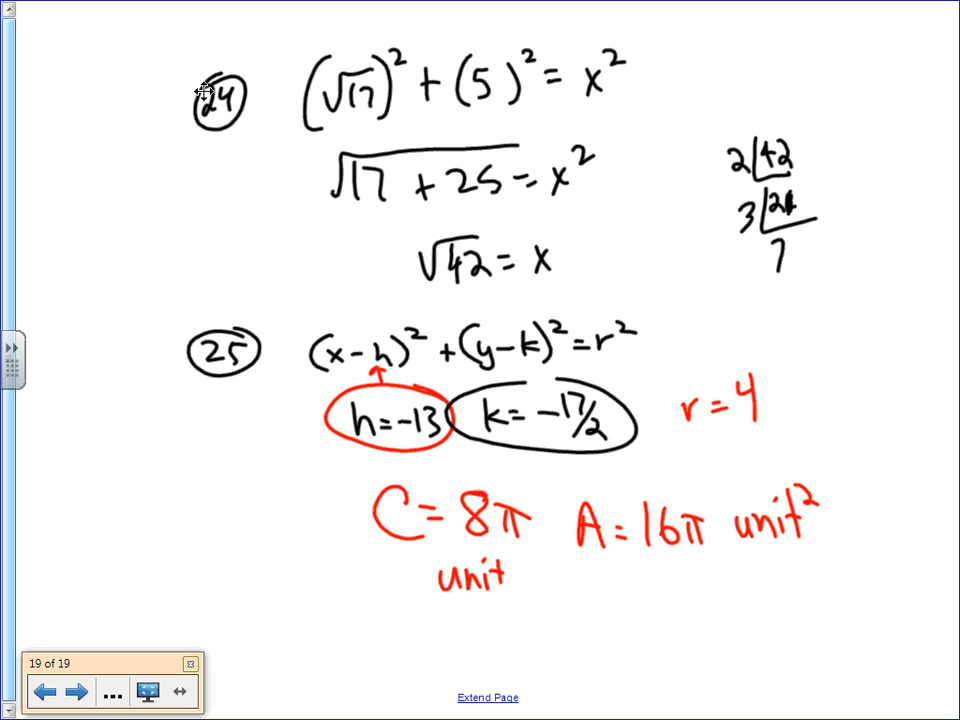 24 (√17)² + (5)² = x²
√17 + 25 = x²
√42 = x
2 42
3 21
7
25 (x-h)² + (y-k)² = r²
h = -13 k = -17/2 r = 4
C = 8π A = 16π unit²
unit
19 of 19
...
Extend Page